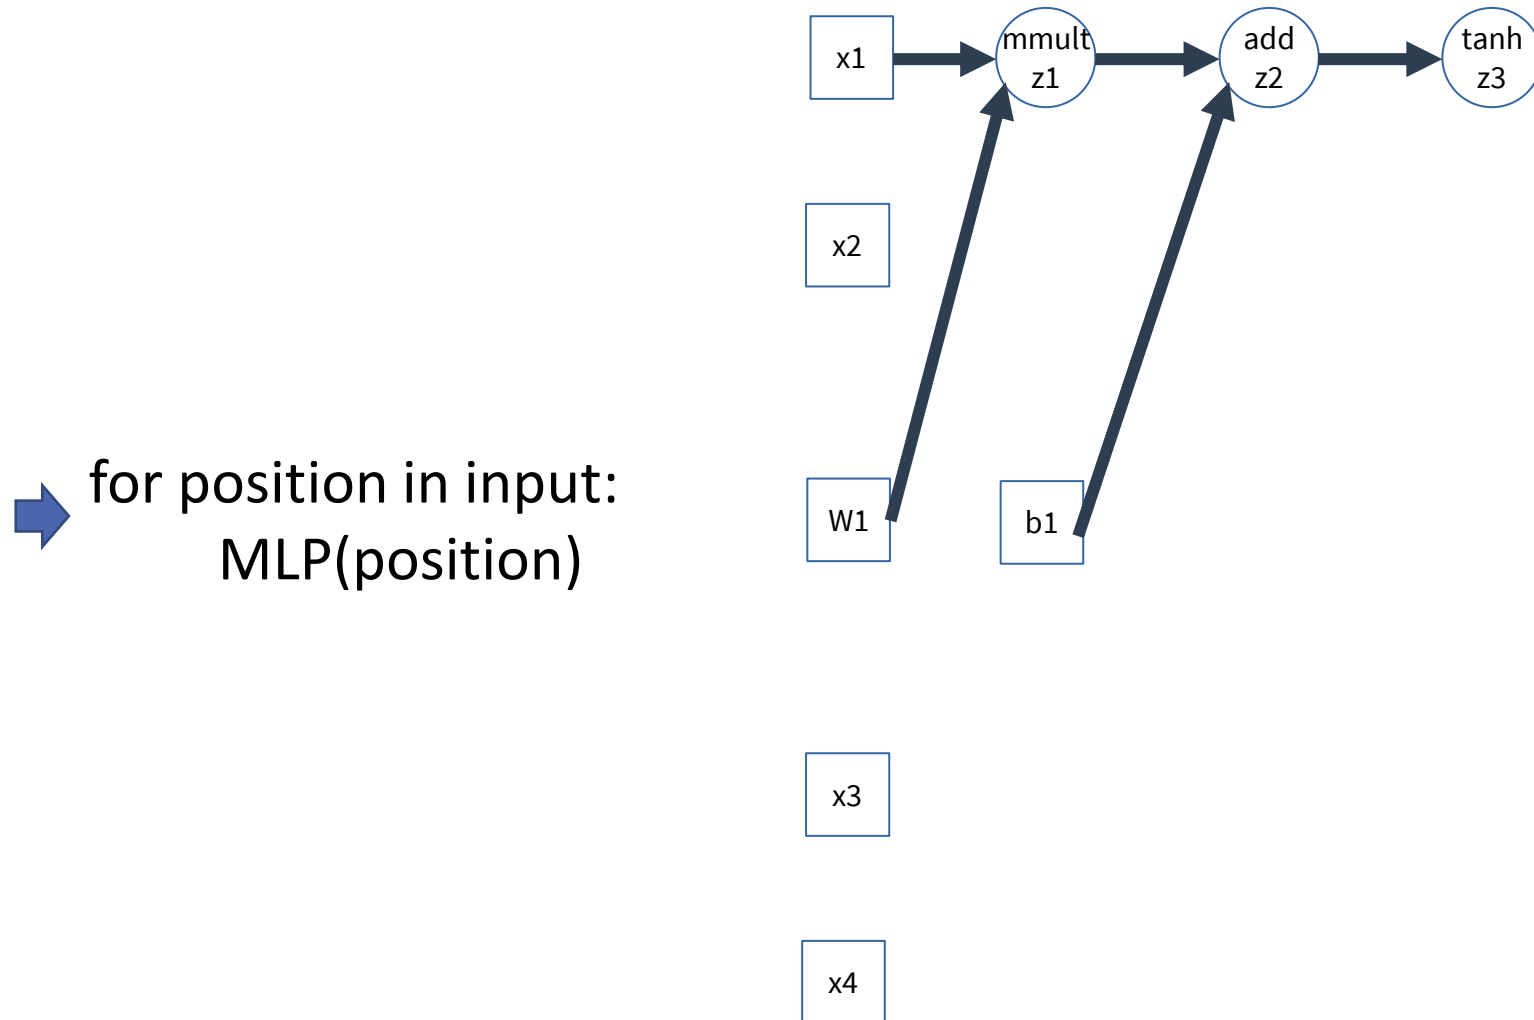 for position in input:
MLP(position)
x1
mmult
z1
add
z2
tanh
z3
x2
W1
b1
x3
x4